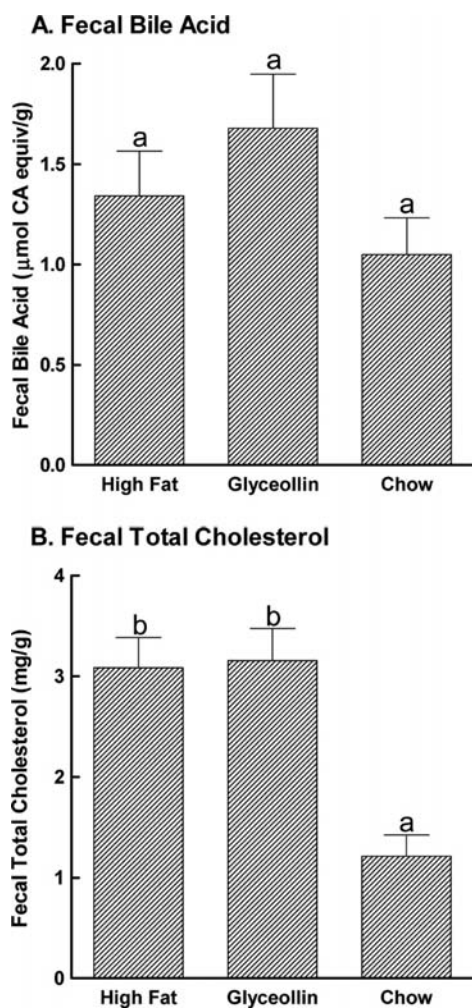 A. Fecal Bile Acid
Fecal Bile Acid (μmol CA equiv/g)
2.0
1.5
1.0
0.5
0.0
a
a
a
High Fat Glyceollin Chow
B. Fecal Total Cholesterol
Fecal Total Cholesterol (mg/g)
4
3
2
1
0
b
b
a
High Fat Glyceollin Chow